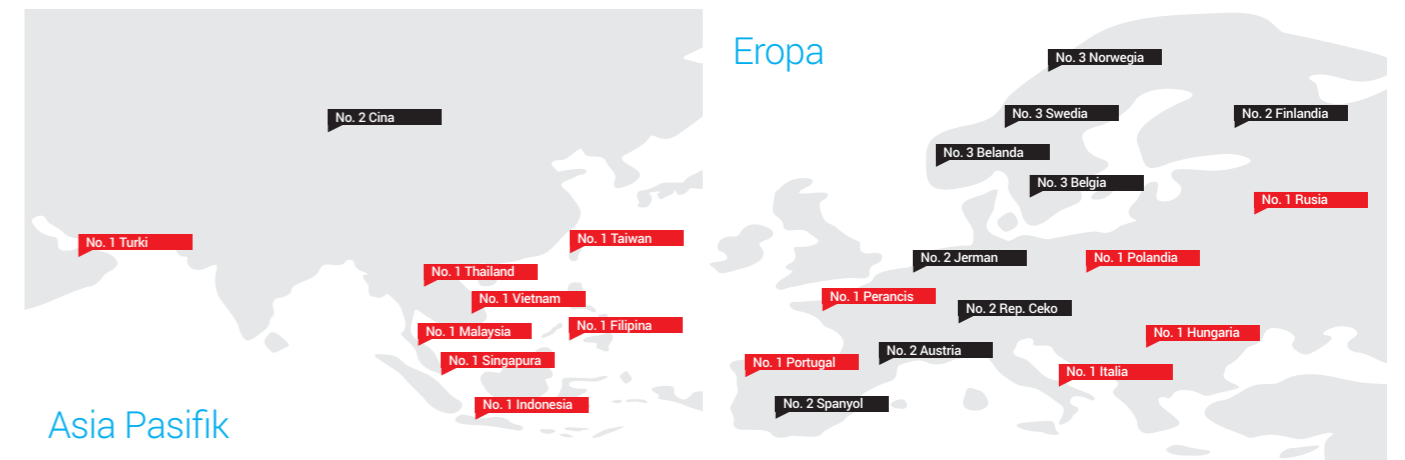 No. 2 Cina
No. 1 Turki
No. 1 Taiwan
No. 1 Thailand
No. 1 Vietnam
No. 1 Malaysia
No. 1 Filipina
No. 1 Singapura
No. 1 Indonesia
Asia Pasifik
Eropa
No. 3 Norwegia
No. 3 Swedia
No. 2 Finlandia
No. 3 Belanda
No. 3 Belgia
No. 1 Rusia
No. 2 Jerman
No. 1 Polandia
No. 1 Perancis
No. 2 Rep. Ceko
No. 1 Hungaria
No. 2 Austria
No. 1 Portugal
No. 1 Italia
No. 2 Spanyol